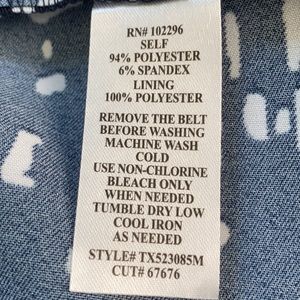 RN# 102296
SELF
94% POLYESTER
6% SPANDEX
LINING
100% POLYESTER
REMOVE THE BELT
BEFORE WASHING
MACHINE WASH
COLD
USE NON-CHLORINE
BLEACH ONLY
WHEN NEEDED
TUMBLE DRY LOW
COOL IRON
AS NEEDED
STYLE# TX523085M
CUT# 67676